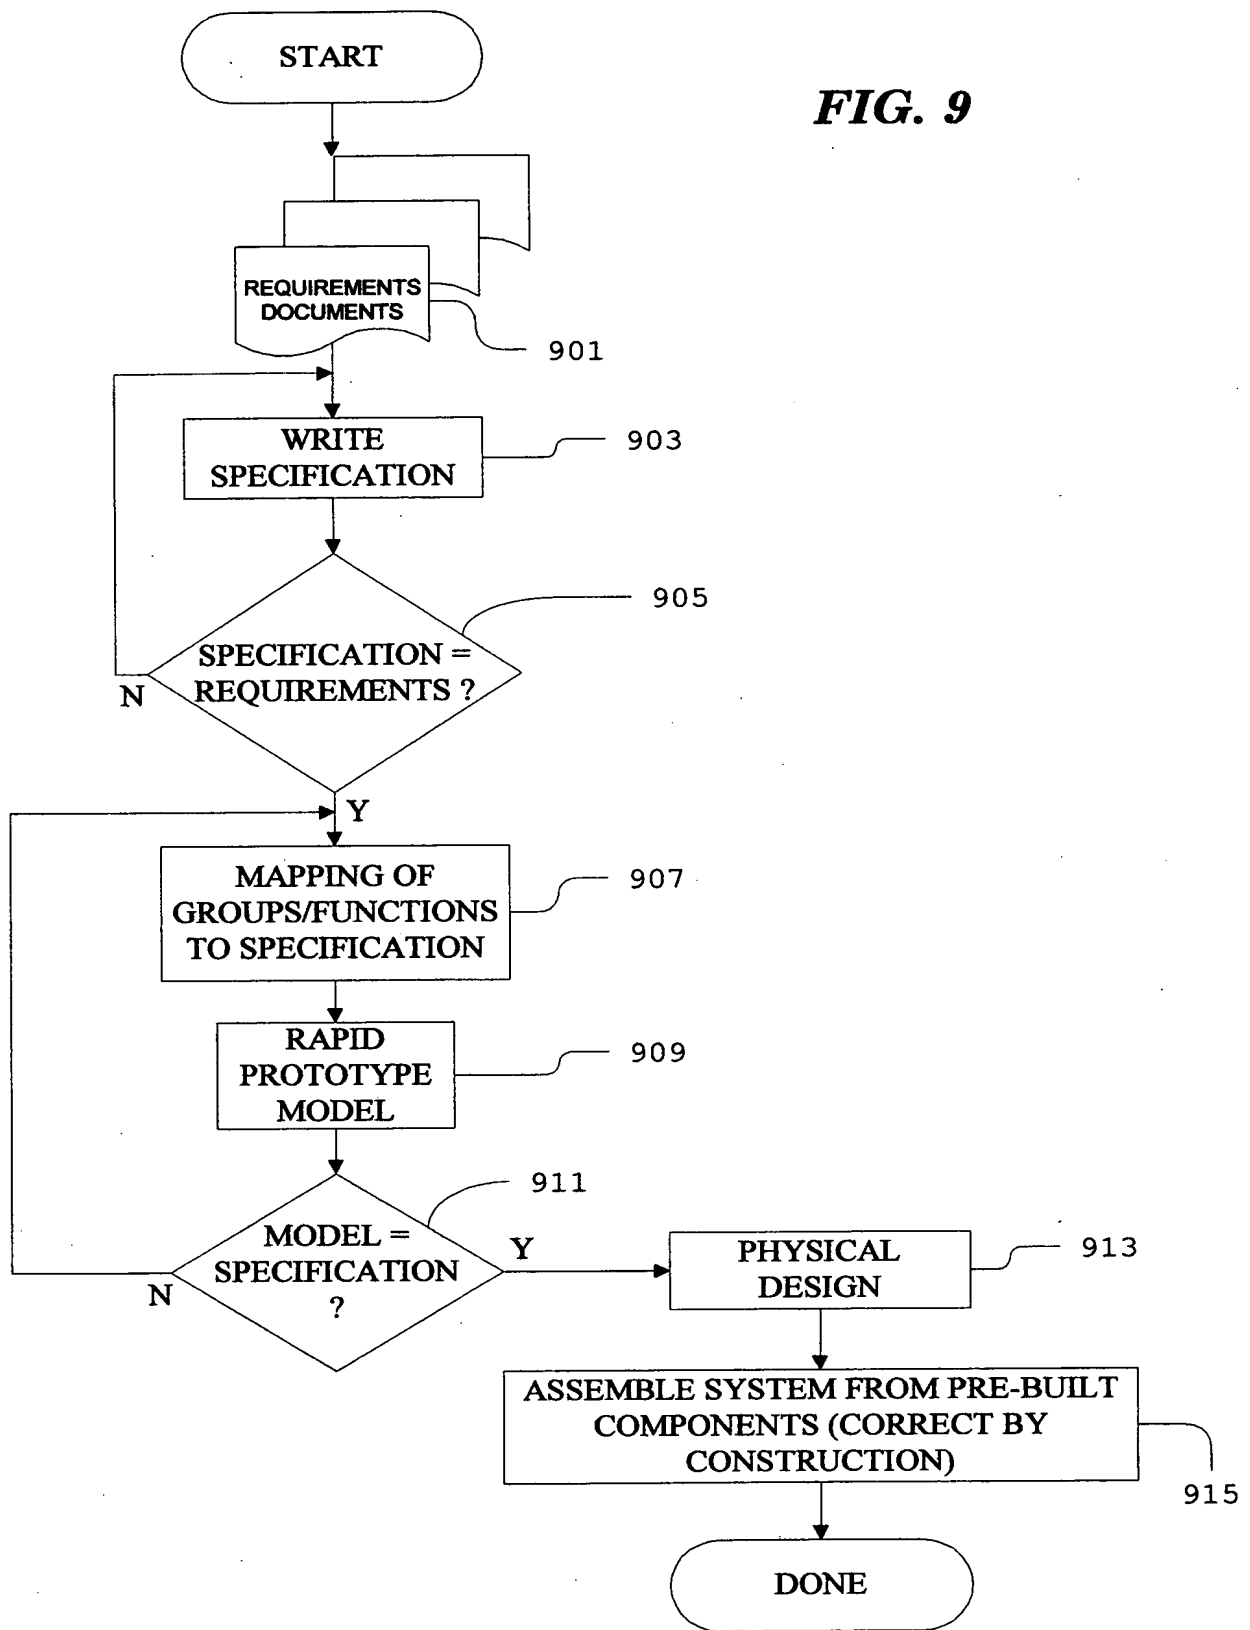 START
FIG. 9
REQUIREMENTS
DOCUMENTS
901
WRITE
SPECIFICATION
903
905
SPECIFICATION =
REQUIREMENTS ?
N
Y
MAPPING OF
GROUPS/FUNCTIONS
TO SPECIFICATION
907
RAPID
PROTOTYPE
MODEL
909
911
MODEL =
SPECIFICATION
?
N
Y
PHYSICAL
DESIGN
913
ASSEMBLE SYSTEM FROM PRE-BUILT
COMPONENTS (CORRECT BY
CONSTRUCTION)
915
DONE